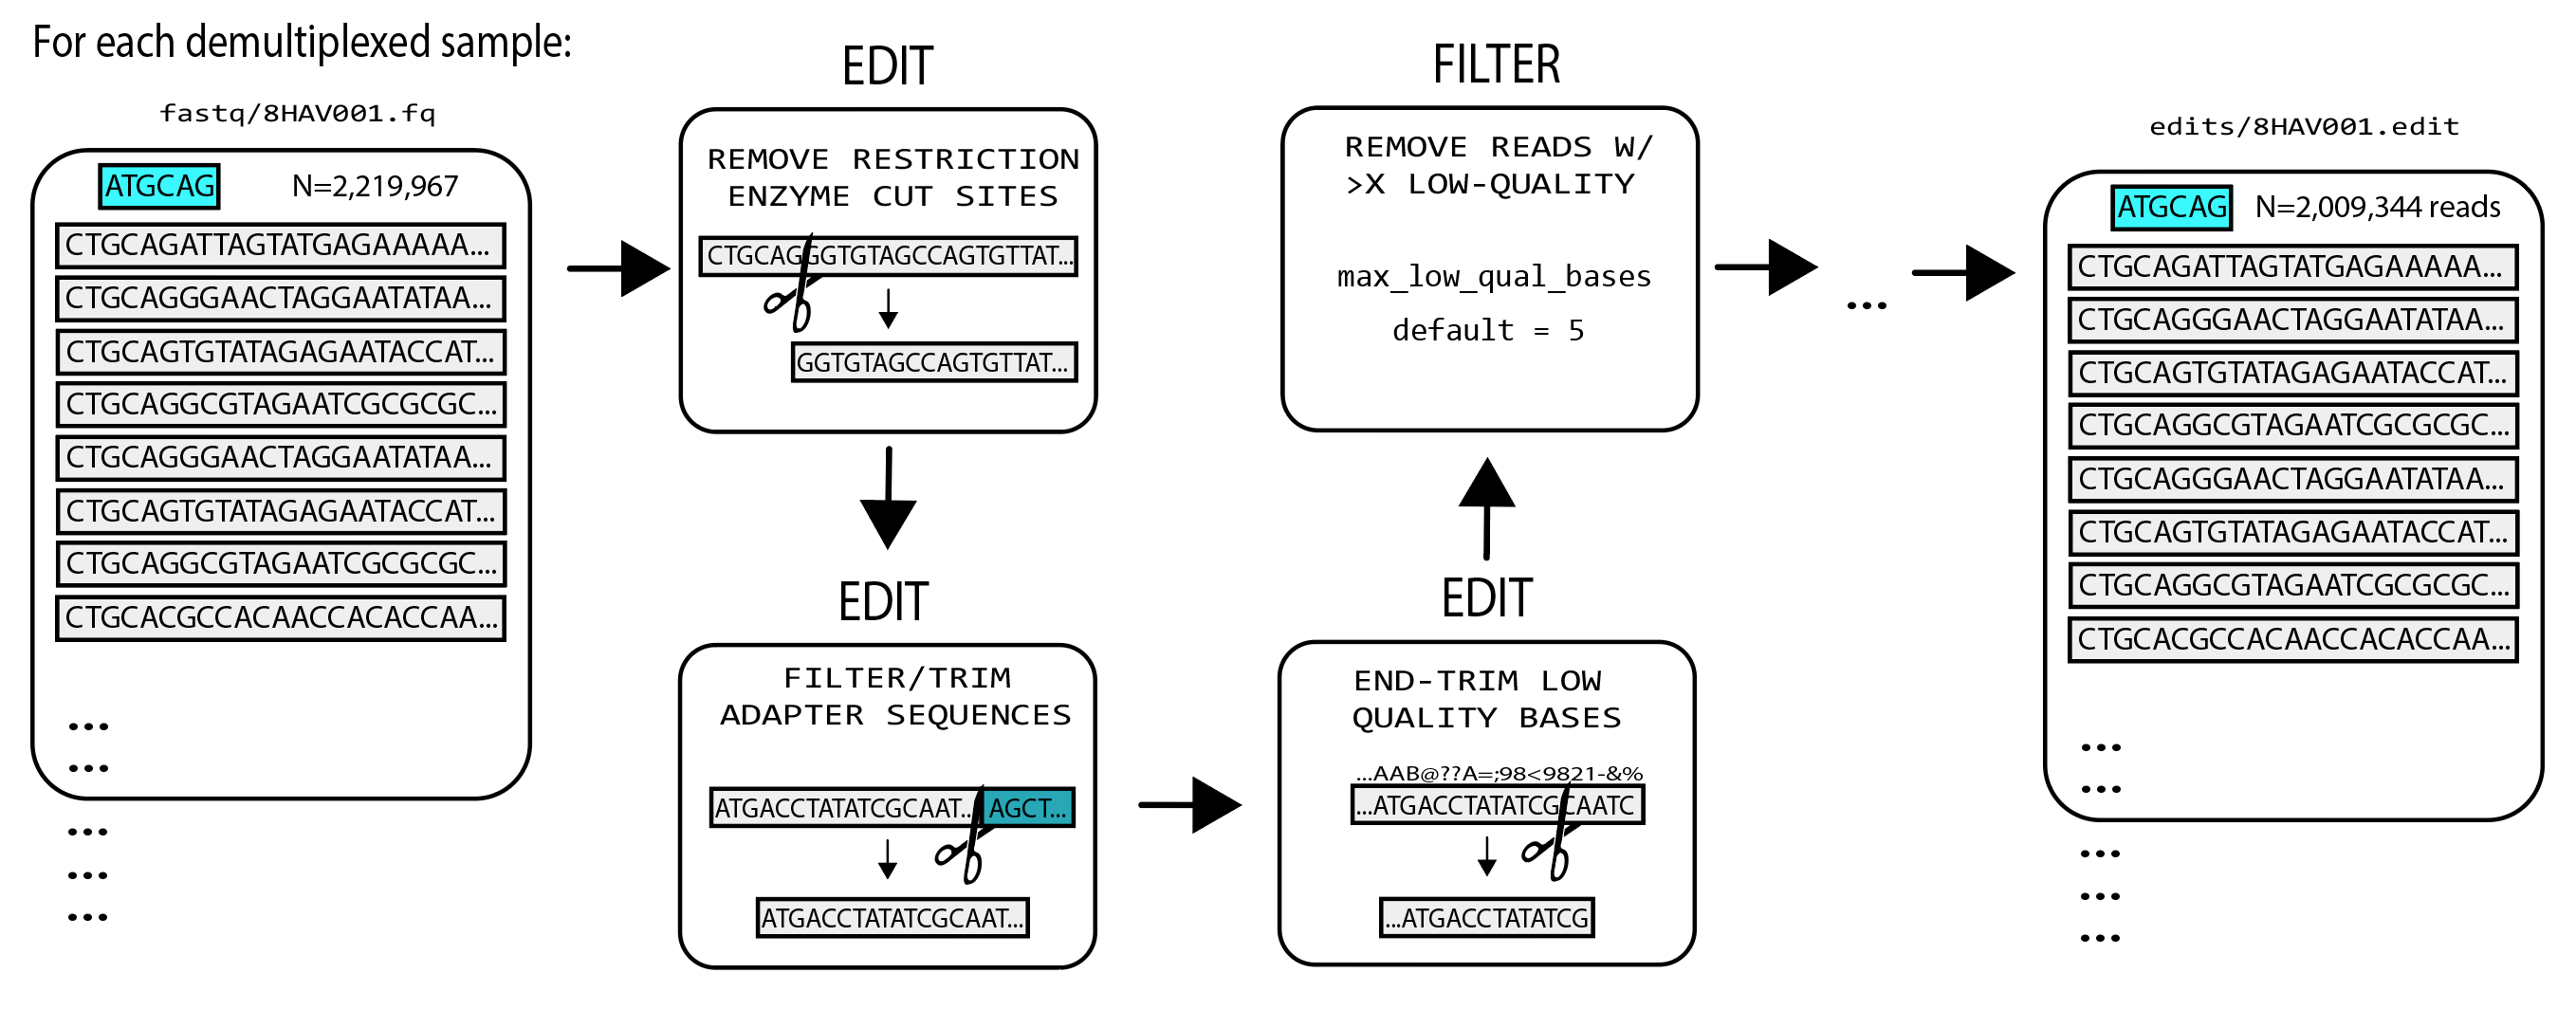 For each demultiplexed sample:
fastq/8HAV001.fq
ATGCAG N=2,219,967
CTGCAGATTAGTATGAGAAAAA...
CTGCAGGGAACTAGGAATATAA...
CTGCAGTGTATAGAGAATACCAT...
CTGCAGGCGTAGAATCGCGCGC...
CTGCAGGGAACTAGGAATATAA...
CTGCAGTGTATAGAGAATACCAT...
CTGCAGGCGTAGAATCGCGCGC...
CTGCACGCCACAACCACACCAA...
...
...
...
...
...
EDIT
REMOVE RESTRICTION
ENZYME CUT SITES
CTGCAGGGTGTAGCCAGTGTTAT...
GGTGTAGCCAGTGTTAT...
EDIT
FILTER/TRIM
ADAPTER SEQUENCES
ATGACCTATATCGCAAT... AGCT...
ATGACCTATATCGCAAT...
EDIT
END-TRIM LOW
QUALITY BASES
...AAB@??A=;98<9821-&%
...ATGACCTATATCGCAATC
...ATGACCTATATCG
FILTER
REMOVE READS W/
>X LOW-QUALITY
max_low_qual_bases
default = 5
...
edits/8HAV001.edit
ATGCAG N=2,009,344 reads
CTGCAGATTAGTATGAGAAAAA...
CTGCAGGGAACTAGGAATATAA...
CTGCAGTGTATAGAGAATACCAT...
CTGCAGGCGTAGAATCGCGCGC...
CTGCAGGGAACTAGGAATATAA...
CTGCAGTGTATAGAGAATACCAT...
CTGCAGGCGTAGAATCGCGCGC...
CTGCACGCCACAACCACACCAA...
...
...
...
...
...